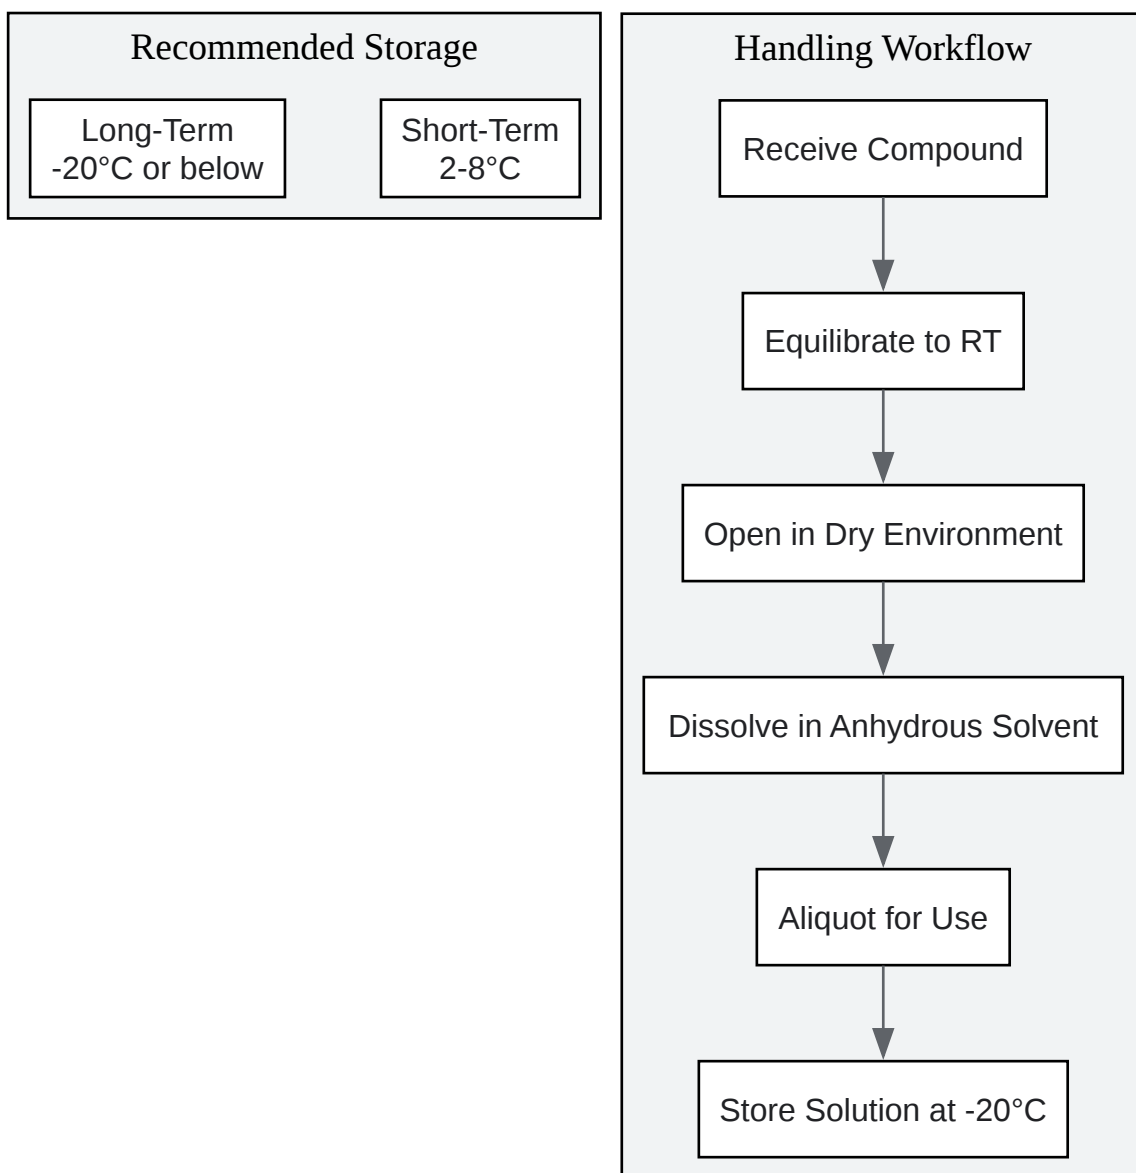 Recommended Storage
Long-Term
-20°C or below
Short-Term
2-8°C
Handling Workflow
Receive Compound
Equilibrate to RT
Open in Dry Environment
Dissolve in Anhydrous Solvent
Aliquot for Use
Store Solution at -20°C